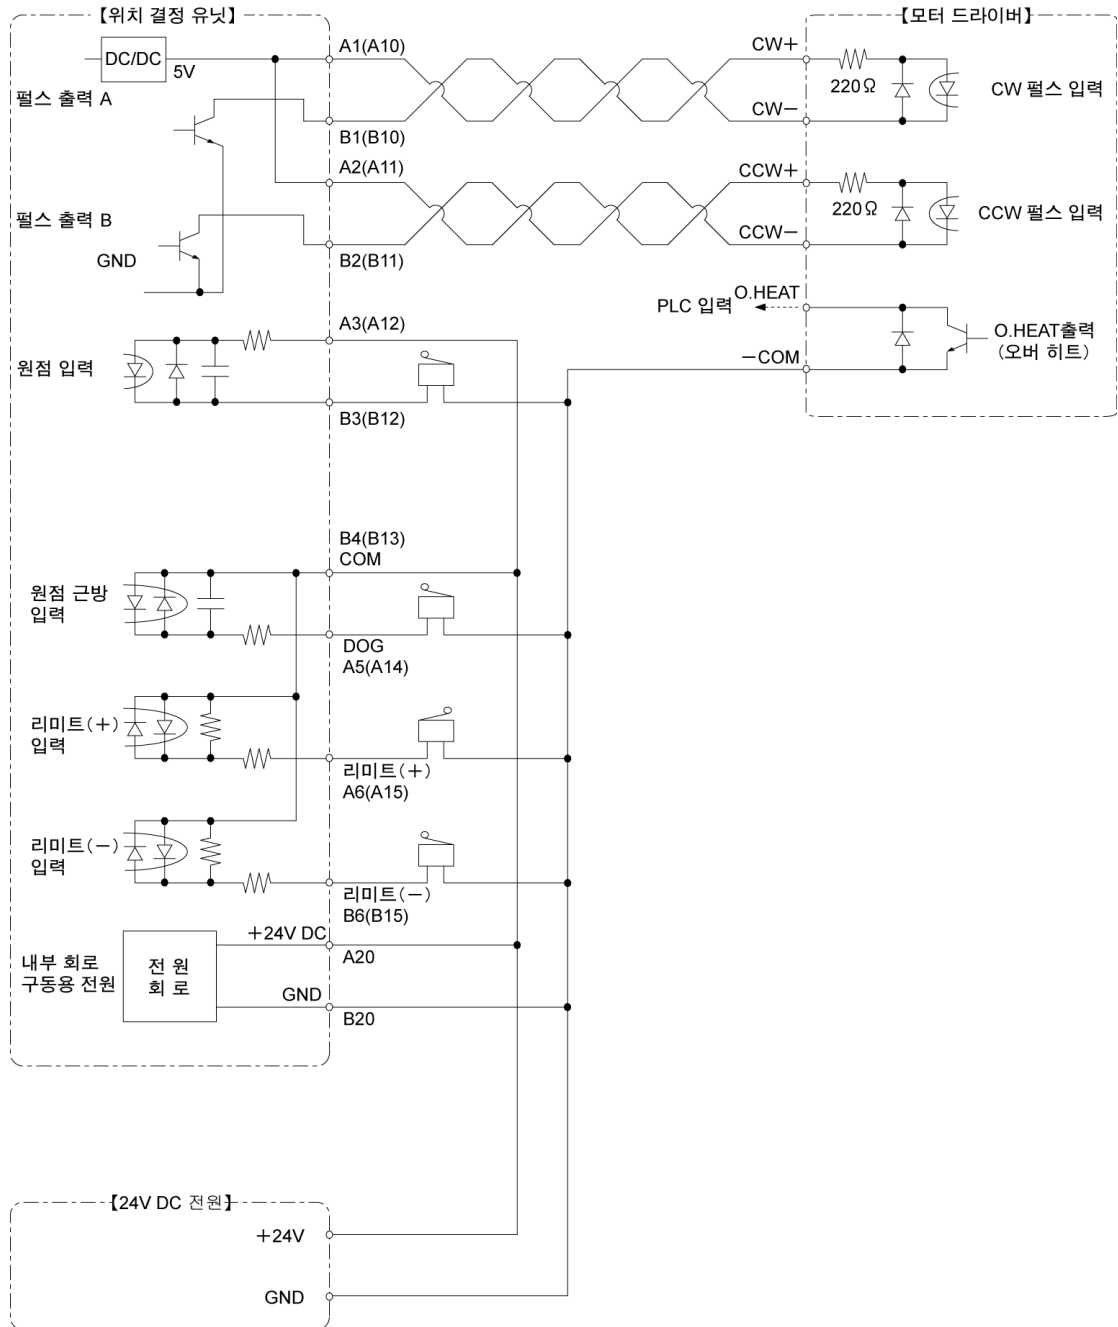 【위치 결정 유닛】
DC/DC
5V
펄스 출력 A
펄스 출력 B
GND
A1(A10)
B1(B10)
A2(A11)
B2(B11)
【모터 드라이버】
CW+
220Ω
CW 펄스 입력
CW−
CCW+
220Ω
CCW 펄스 입력
CCW−
O.HEAT
PLC 입력
O.HEAT출력
(오버 히트)
−COM
A3(A12)
원점 입력
B3(B12)
B4(B13)
COM
원점 근방
입력
DOG
A5(A14)
리미트(+)
입력
리미트(+)
A6(A15)
리미트(−)
입력
리미트(−)
B6(B15)
+24V DC
A20
내부 회로
구동용 전원
전 원
회 로
GND
B20
【24V DC 전원】
+24V
GND